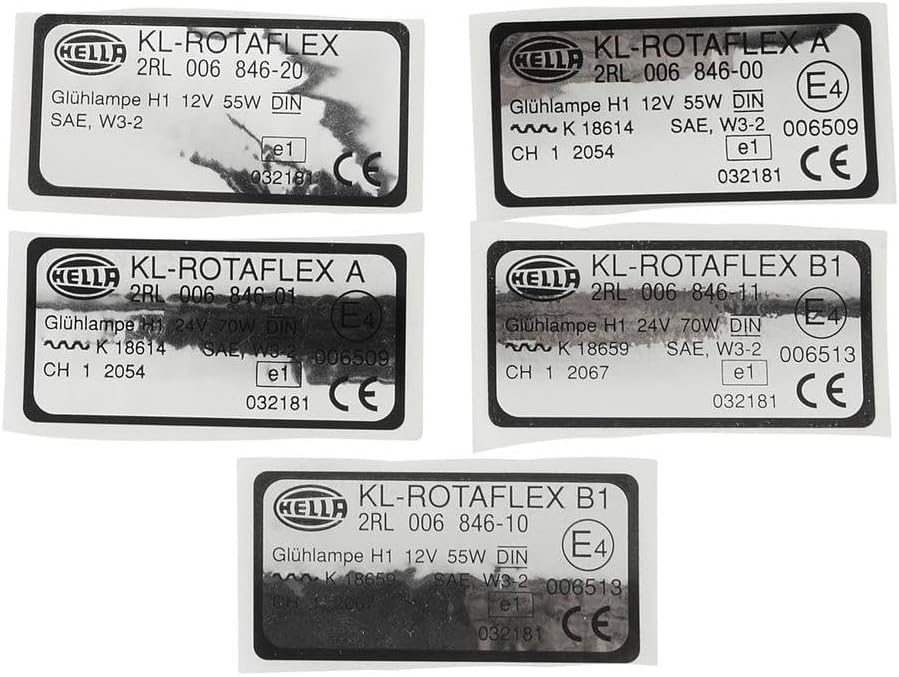 HELLA KL-ROTAFLEX
2RL 006 846-20
Glühlampe H1 12V 55W DIN
SAE, W3-2
e1
032181 CE
HELLA KL-ROTAFLEX A
2RL 006 846-00
E4
Glühlampe H1 12V 55W DIN
K 18614 SAE, W3-2 006509
CH 1 2054 e1 CE
032181
HELLA KL-ROTAFLEX A
2RL 006 846-01
E4
Glühlampe H1 24V 70W DIN
K 18614 SAE, W3-2 006509
CH 1 2054 e1 CE
032181
HELLA KL-ROTAFLEX B1
2RL 006 846-11
E4
Glühlampe H1 24V 70W DIN
K 18659 SAE, W3-2 006513
CH 1 2067 e1 CE
032181
HELLA KL-ROTAFLEX B1
2RL 006 846-10
E4
Glühlampe H1 12V 55W DIN
K 18659 SAE, W3-2 006513
CH 1 2067 e1 CE
032181